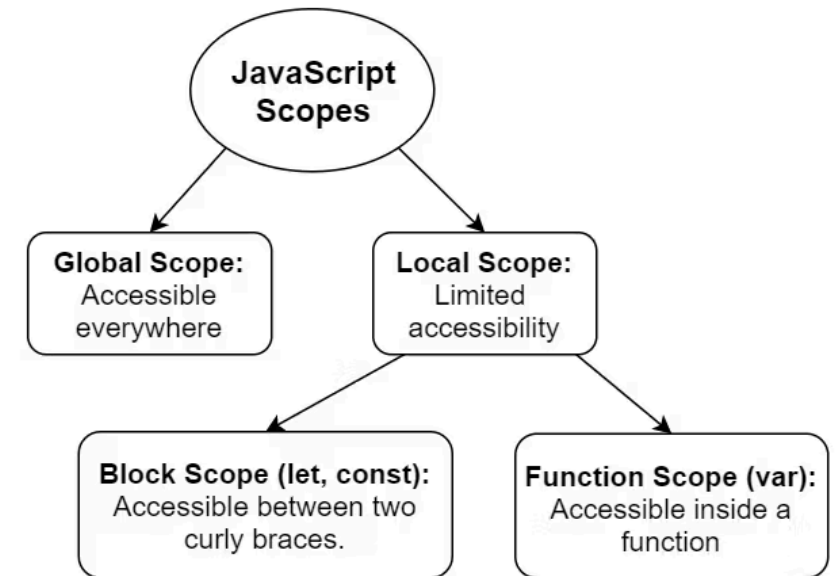 JavaScript
Scopes
Global Scope:
Accessible
everywhere
Local Scope:
Limited
accessibility
Block Scope (let, const):
Accessible between two
curly braces.
Function Scope (var):
Accessible inside a
function